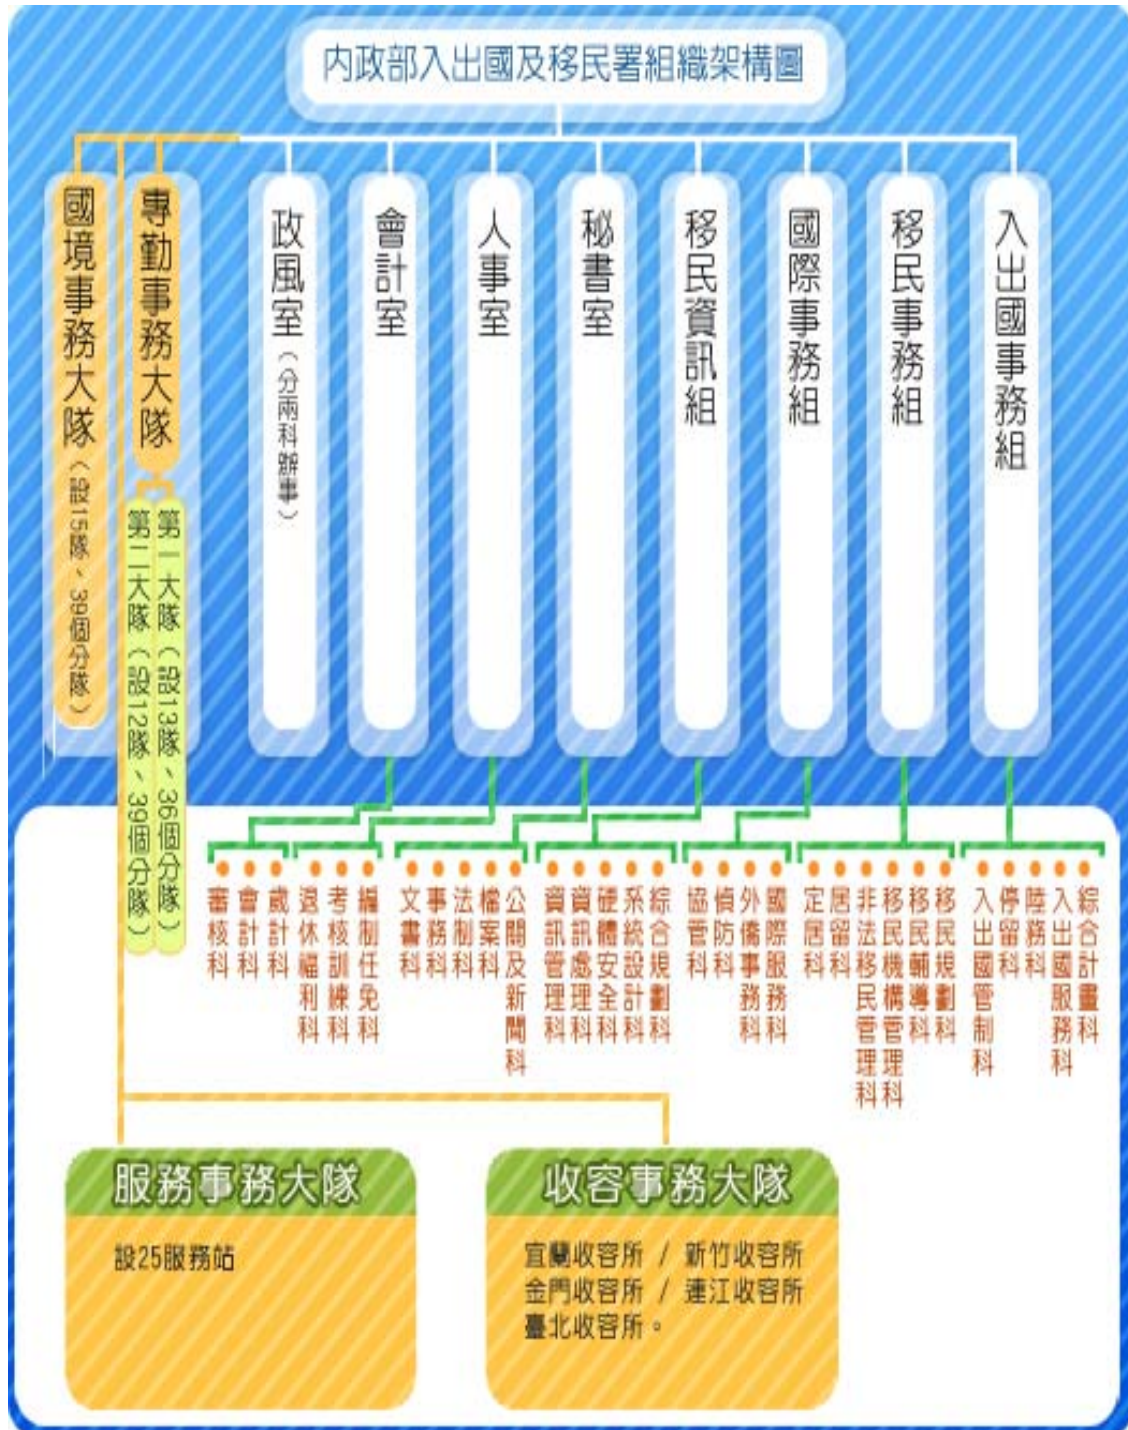 內政部入出國及移民署組織架構圖
入出國事務組
移民事務組
國際事務組
移民資訊組
秘書室
人事室
會計室
政風室（分兩科辦事）
專勤事務大隊
第一大隊（設13隊、36個分隊）
第二大隊（設12隊、39個分隊）
國境事務大隊（設15隊、39個分隊）
綜合計畫科
入出國服務科
陸務科
停留科
入出國管制科
移民規劃科
移民輔導科
移民機構管理科
非法移民管理科
居留科
定居科
國際服務科
外僑事務科
偵防科
協管科
綜合規劃科
系統設計科
硬體安全科
資訊處理科
資訊管理科
公關及新聞科
檔案科
法制科
事務科
文書科
編制任免科
考核訓練科
退休福利科
歲計科
會計科
審核科
服務事務大隊
設25服務站
收容事務大隊
宜蘭收容所 / 新竹收容所
金門收容所 / 連江收容所
臺北收容所。